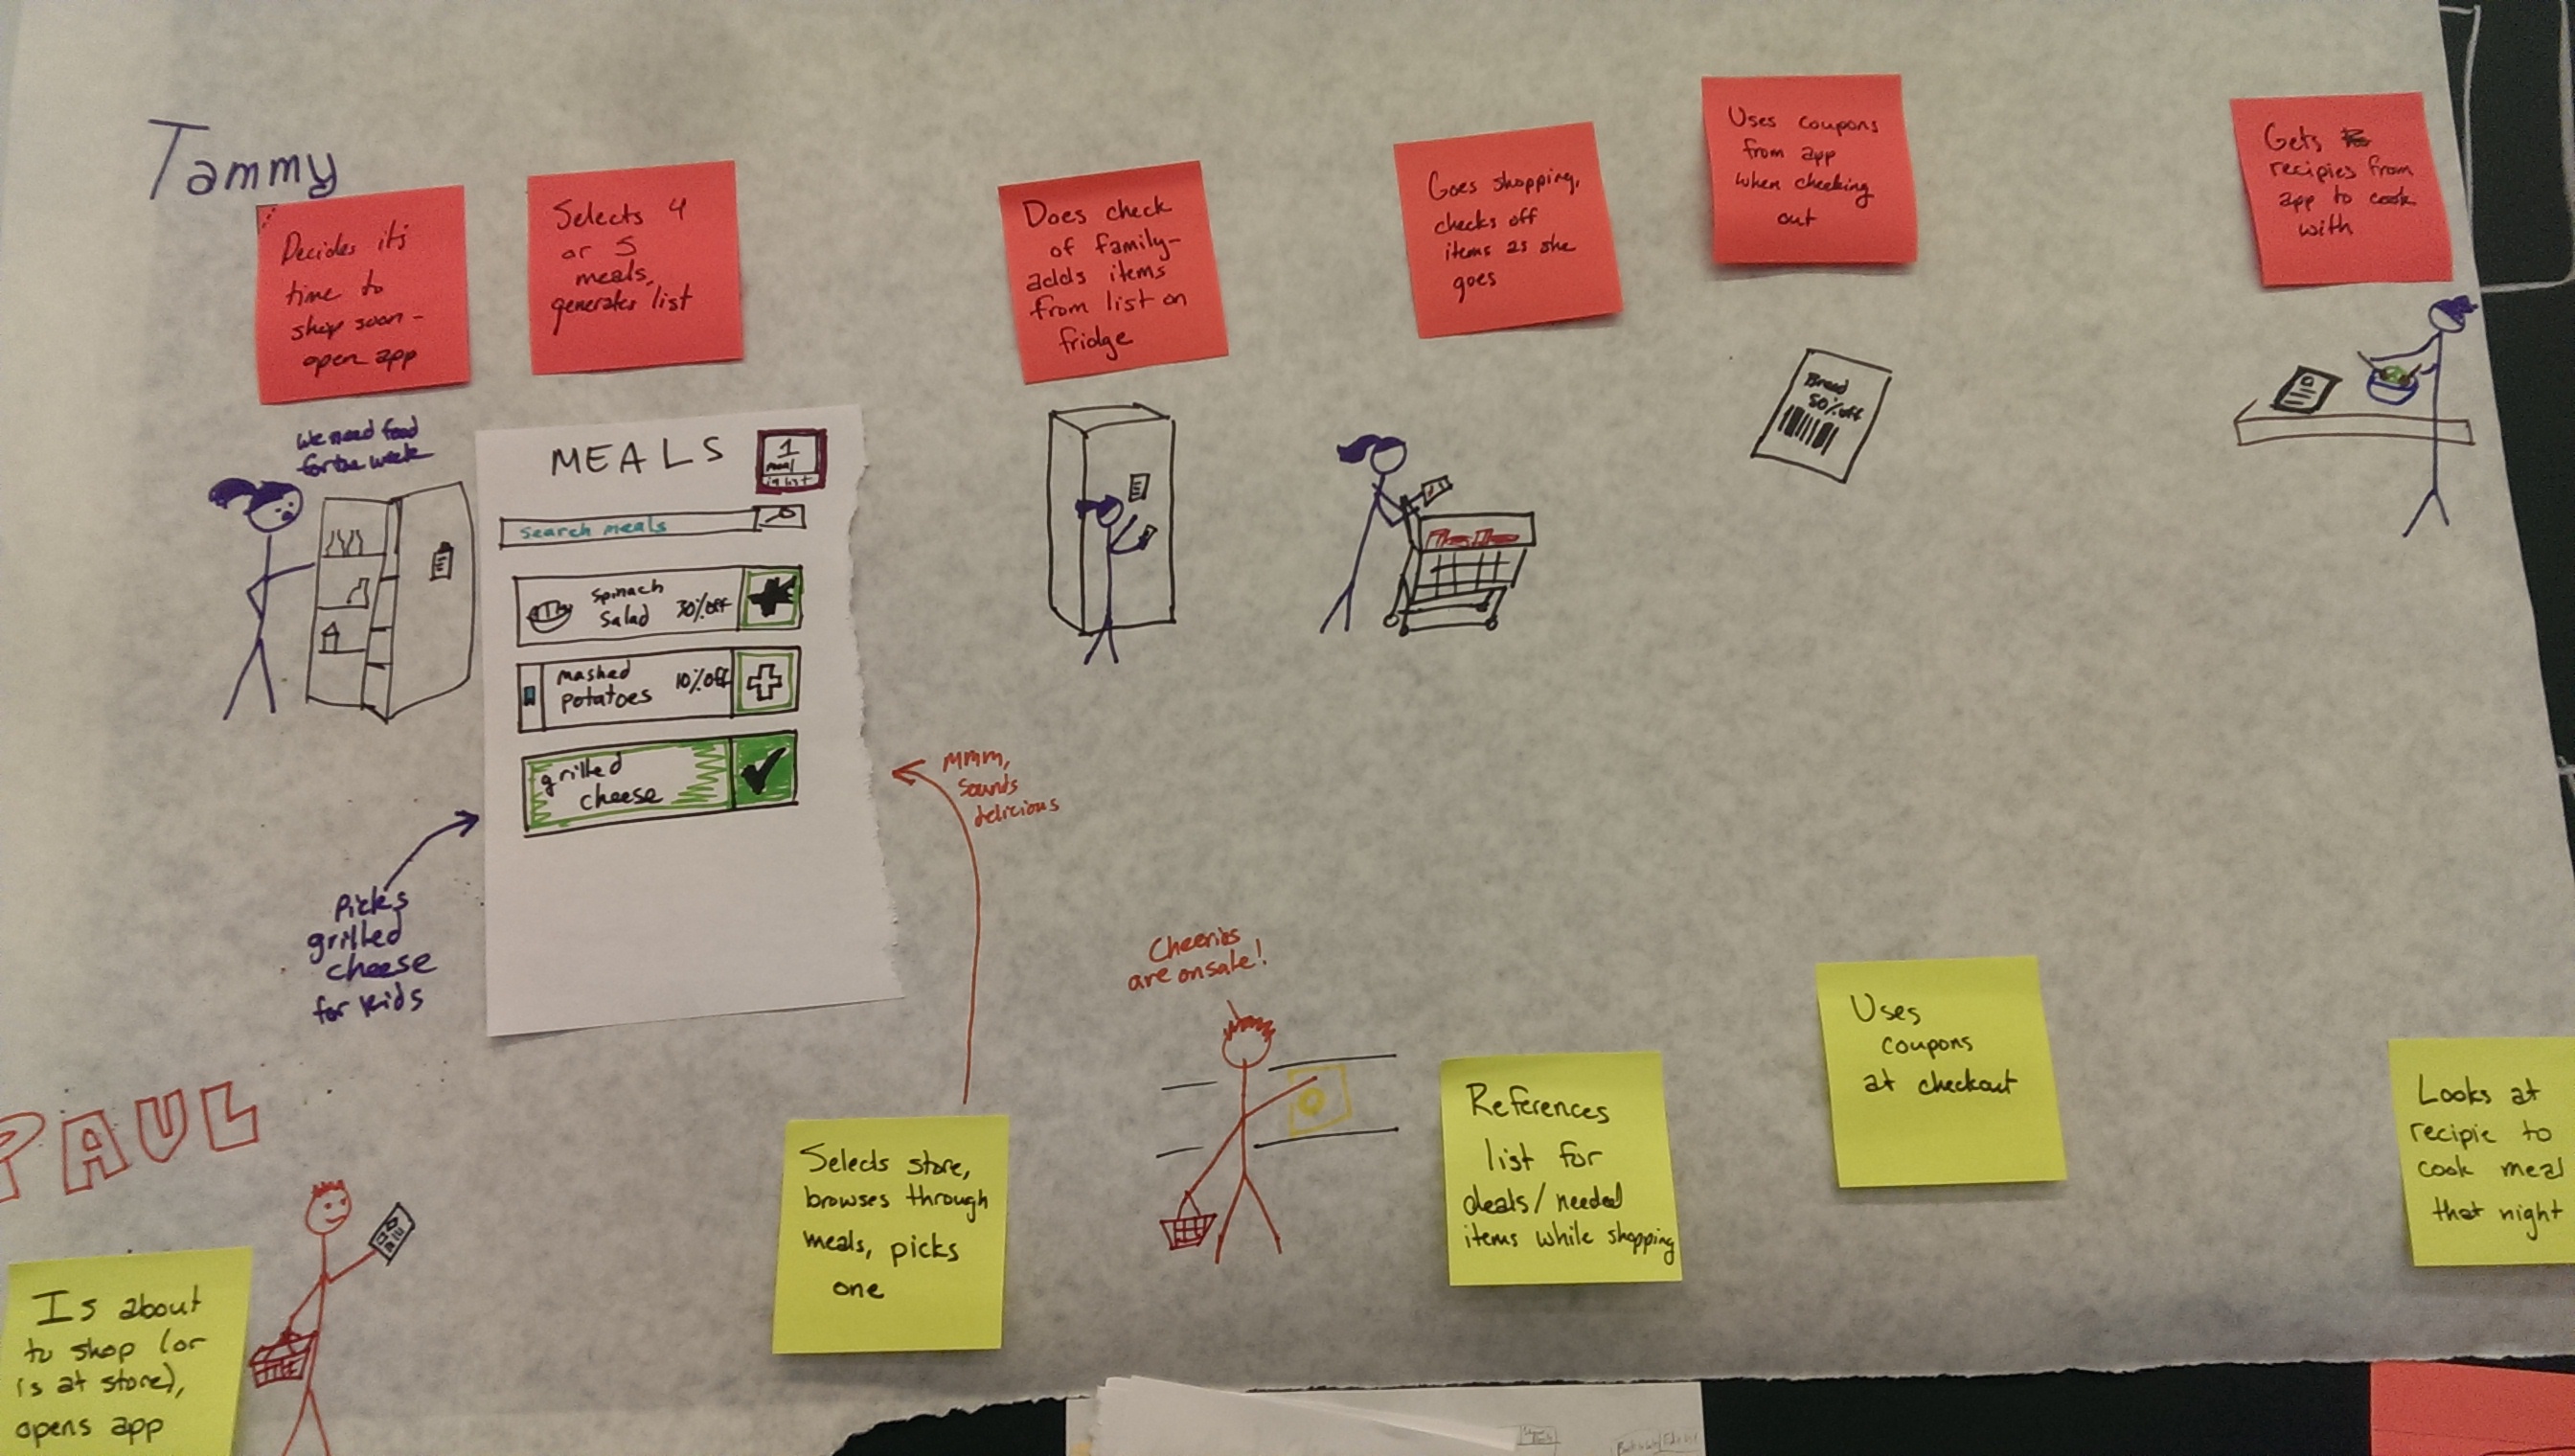 Tammy
Decides its
time to
shop soon -
open app
Selects 4
or 5
meals,
generates list
Does check
of family-
adds items
from list on
fridge
Goes shopping,
checks off
items as she
goes
Uses coupons
from app
when checking
out
Gets
recipies from
app to cook
with
We need food
for the week
MEALS
1
meal
in list
Search meals
Spinach
Salad 30% off
mashed
potatoes 10% off
grilled
cheese
Bread
50% off
Picks
grilled
cheese
for kids
mmm,
sounds
delicious
PAUL
Is about
to shop (or
is at store),
opens app
Selects store,
browses through
meals, picks
one
Cheerios
are on sale!
References
list for
deals/needed
items while shopping
Uses
coupons
at checkout
Looks at
recipie to
cook meal
that night